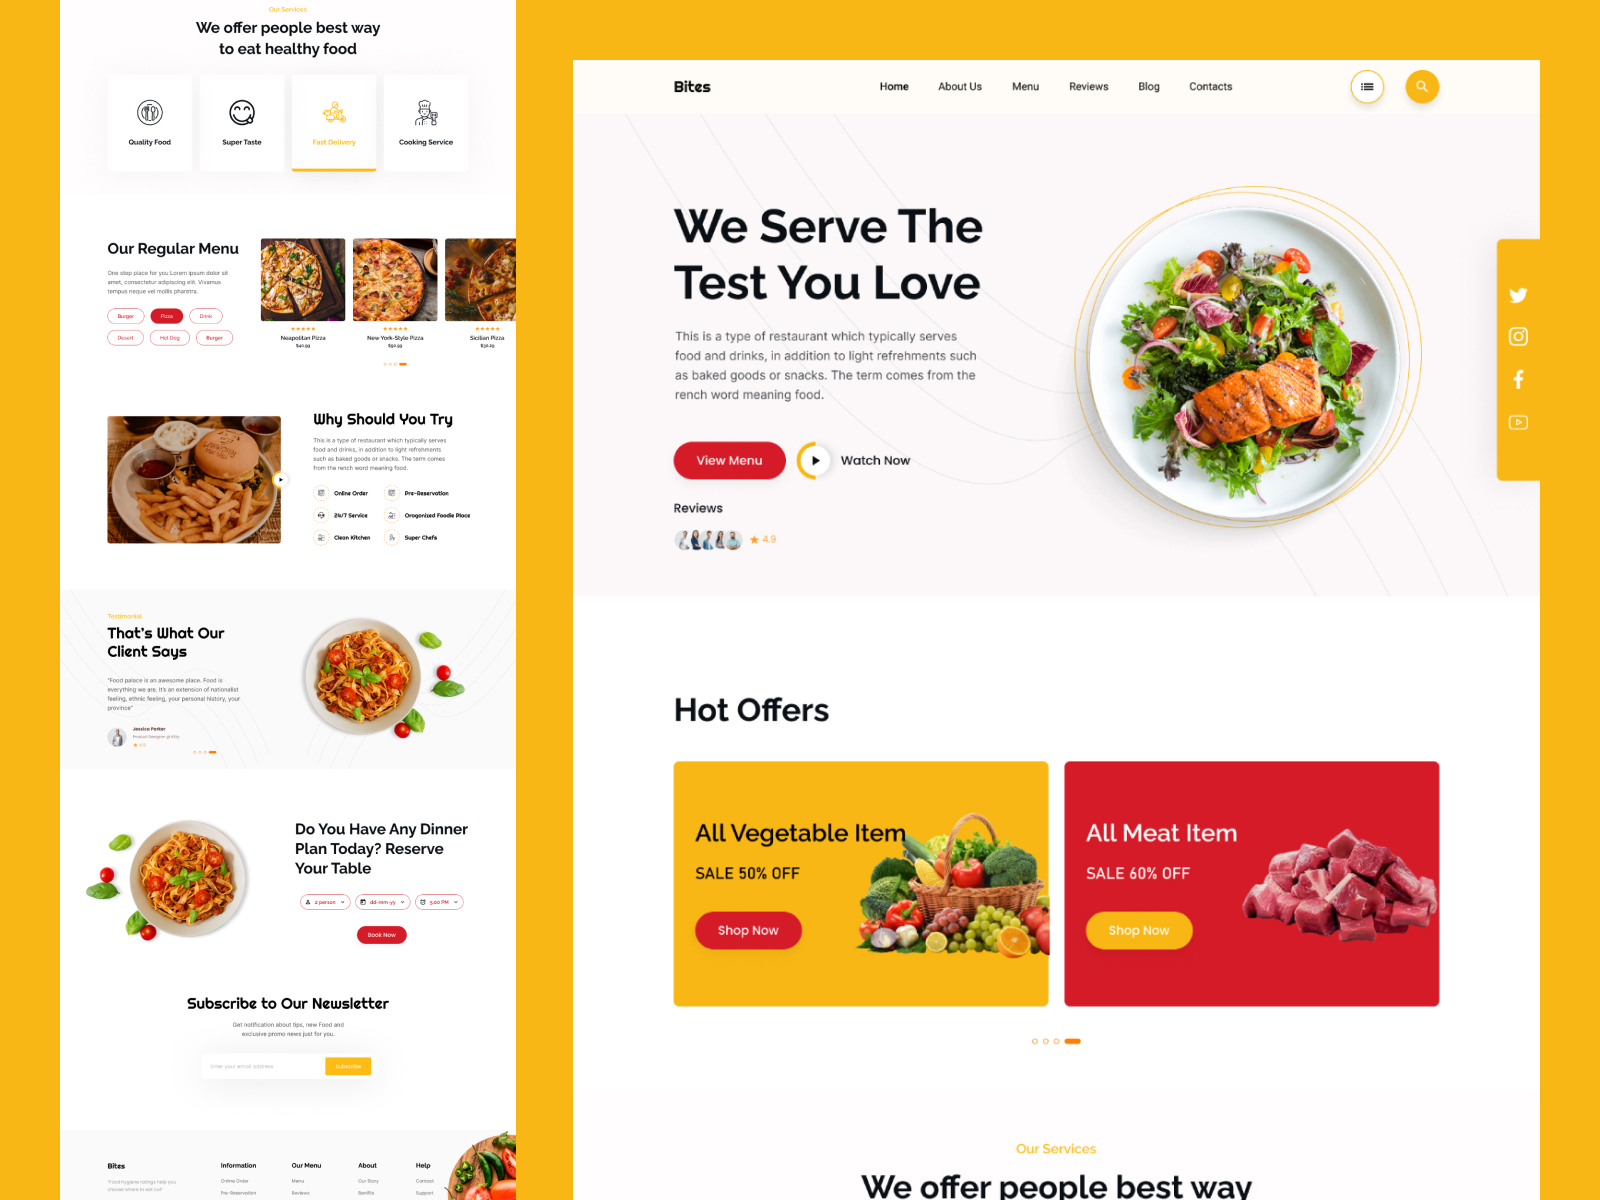 Our Services
We offer people best way
to eat healthy food
Quality Food
Super Taste
Fast Delivery
Cooking Service
Our Regular Menu
One step place for you Lorem ipsum dolor sit
amet, consectetur adipiscing elit. Vivamus
tempus neque vel mollis pharetra.
Burger
Pizza
Drink
Desert
Hot Dog
Burger
Neapolitan Pizza
$40.99
New York-Style Pizza
$50.99
Sicilian Pizza
$30.29
Why Should You Try
This is a type of restaurant which typically serves
food and drinks, in addition to light refrehments
such as baked goods or snacks. The term comes
from the rench word meaning food.
Online Order
Pre-Reservation
24/7 Service
Orogonized Foodie Place
Clean Kitchen
Super Chefs
Testimonial
That's What Our
Client Says
"Food palace is an awesome place. Food is
everything we are. It's an extension of nationalist
feeling, ethnic feeling, your personal history, your
province"
Jessica Parker
4.5
Do You Have Any Dinner
Plan Today? Reserve
Your Table
2 person
dd-mm-yy
5.00 PM
Book Now
Subscribe to Our Newsletter
Get notification about tips, new Food and
exclusive promo news just for you.
Enter your email address
Subscribe
Bites
"Food hygiene ratings help you
choose where to eat out"
Information
Online Order
Pre-Reservation
Our Menu
Menu
Reviews
About
Our Story
Benifits
Help
Contact
Support
Bites
Home
About Us
Menu
Reviews
Blog
Contacts
We Serve The
Test You Love
This is a type of restaurant which typically serves
food and drinks, in addition to light refrehments such
as baked goods or snacks. The term comes from the
rench word meaning food.
View Menu
Watch Now
Reviews
4.9
Hot Offers
All Vegetable Item
SALE 50% OFF
Shop Now
All Meat Item
SALE 60% OFF
Shop Now
Our Services
We offer people best way